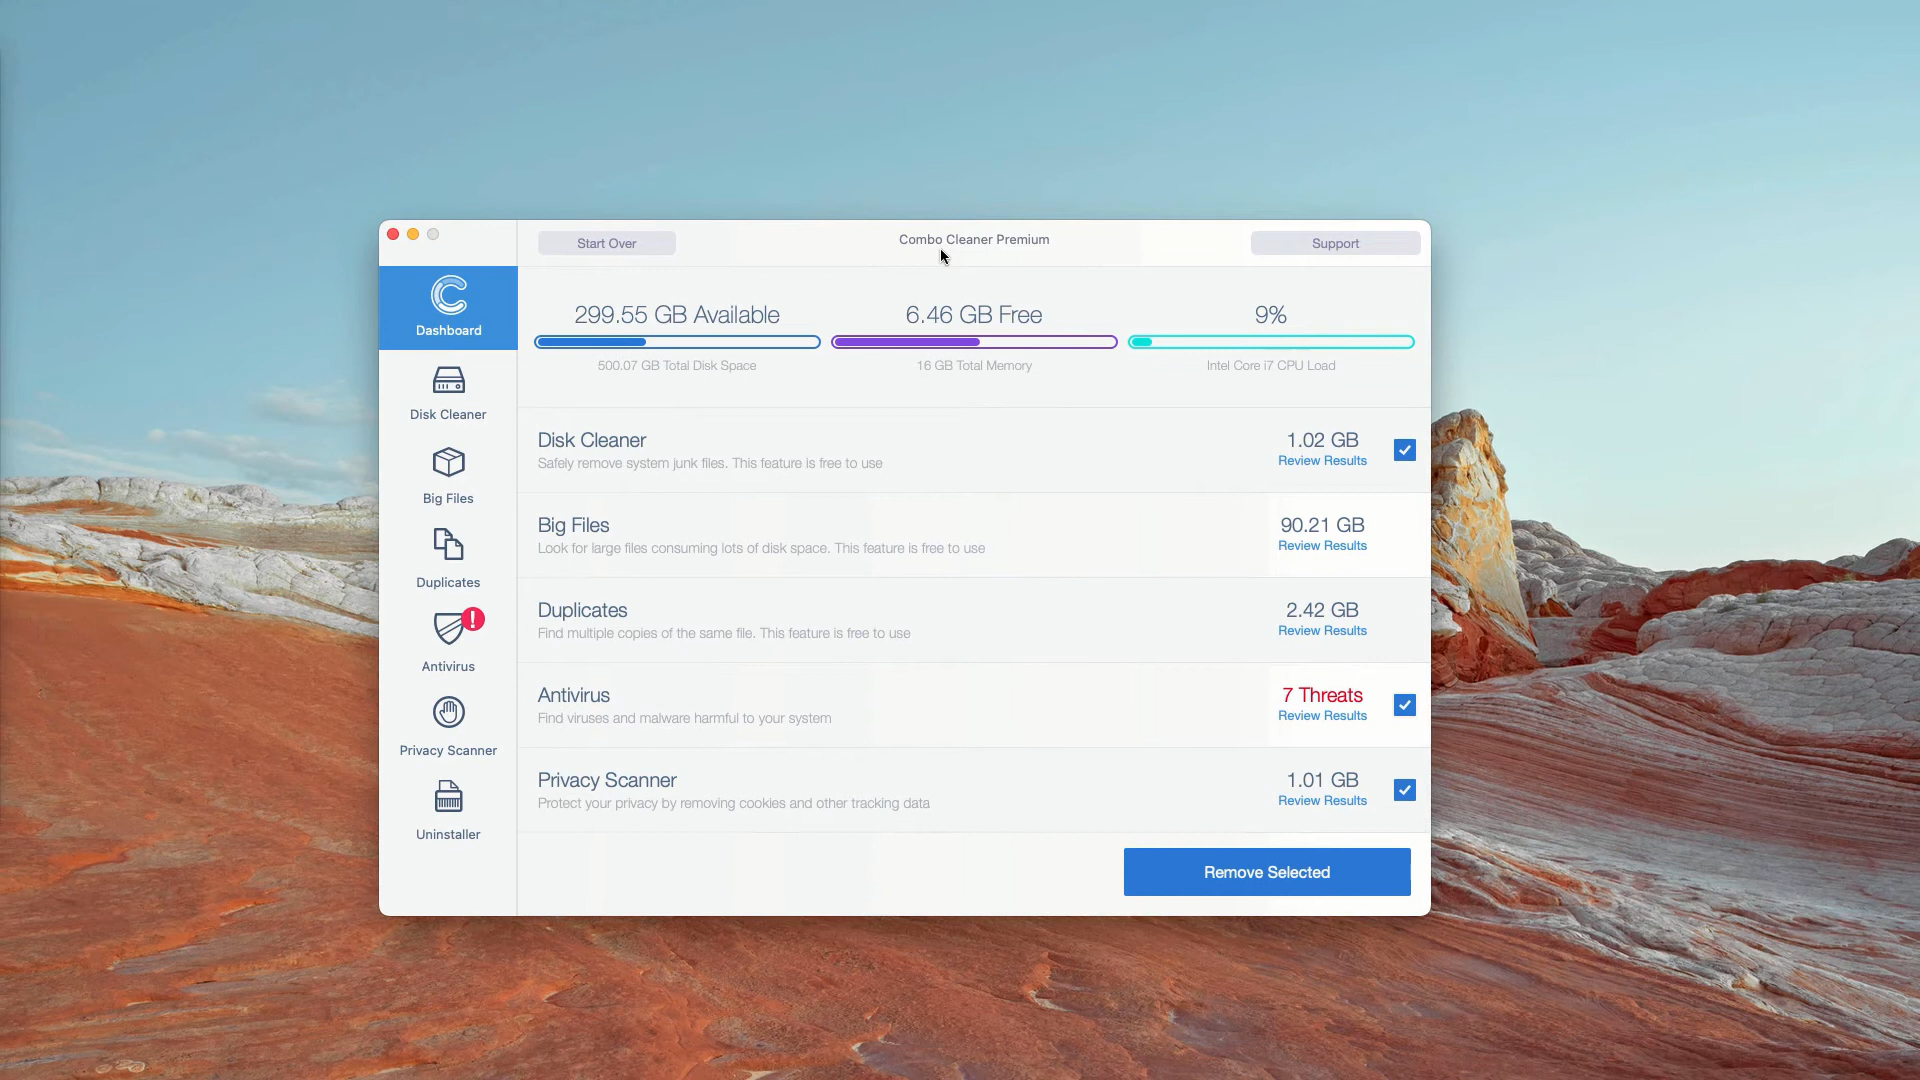 Start Over
Combo Cleaner Premium
Support
Dashboard
299.55 GB Available
500.07 GB Total Disk Space
6.46 GB Free
16 GB Total Memory
9%
Intel Core i7 CPU Load
Disk Cleaner
Big Files
Duplicates
!
Antivirus
Privacy Scanner
Uninstaller
Disk Cleaner
Safely remove system junk files. This feature is free to use
1.02 GB
Review Results
Big Files
Look for large files consuming lots of disk space. This feature is free to use
90.21 GB
Review Results
Duplicates
Find multiple copies of the same file. This feature is free to use
2.42 GB
Review Results
Antivirus
Find viruses and malware harmful to your system
7 Threats
Review Results
Privacy Scanner
Protect your privacy by removing cookies and other tracking data
1.01 GB
Review Results
Remove Selected